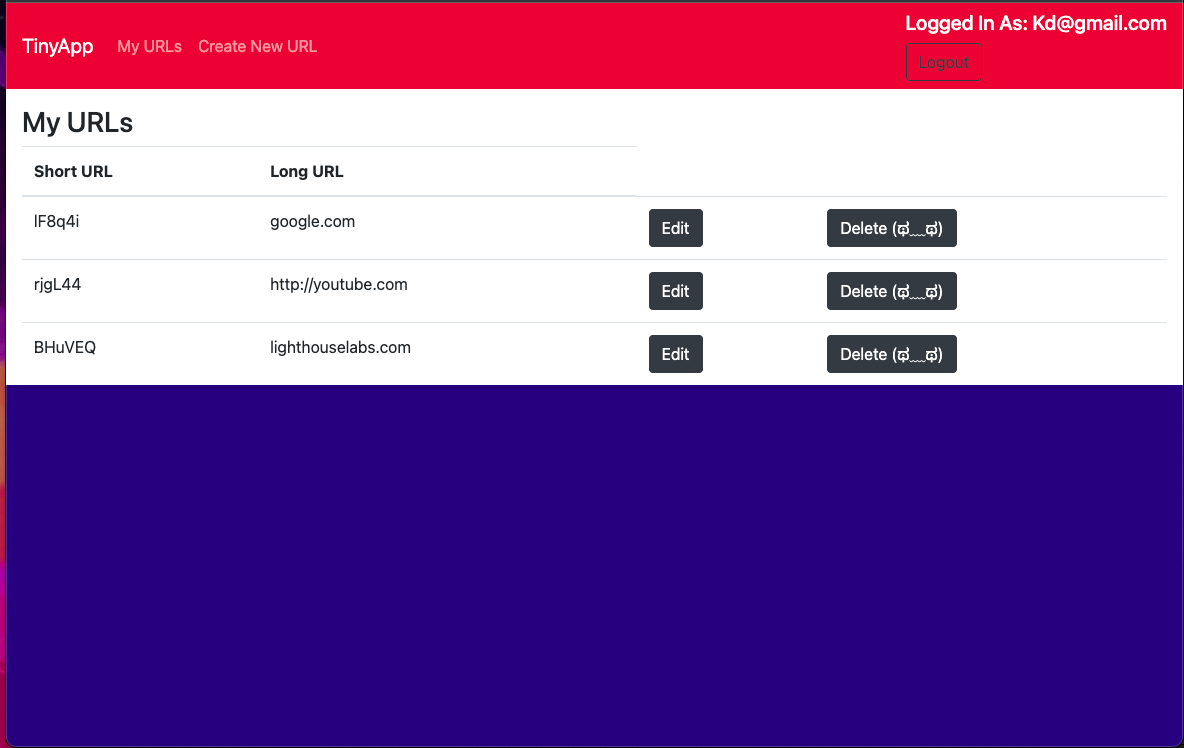 TinyApp My URLs Create New URL
Logged In As: Kd@gmail.com
Logout
My URLs
Short URL Long URL
lF8q4i google.com Edit Delete (ಥ﹏ಥ)
rjgL44 http://youtube.com Edit Delete (ಥ﹏ಥ)
BHuVEQ lighthouselabs.com Edit Delete (ಥ﹏ಥ)